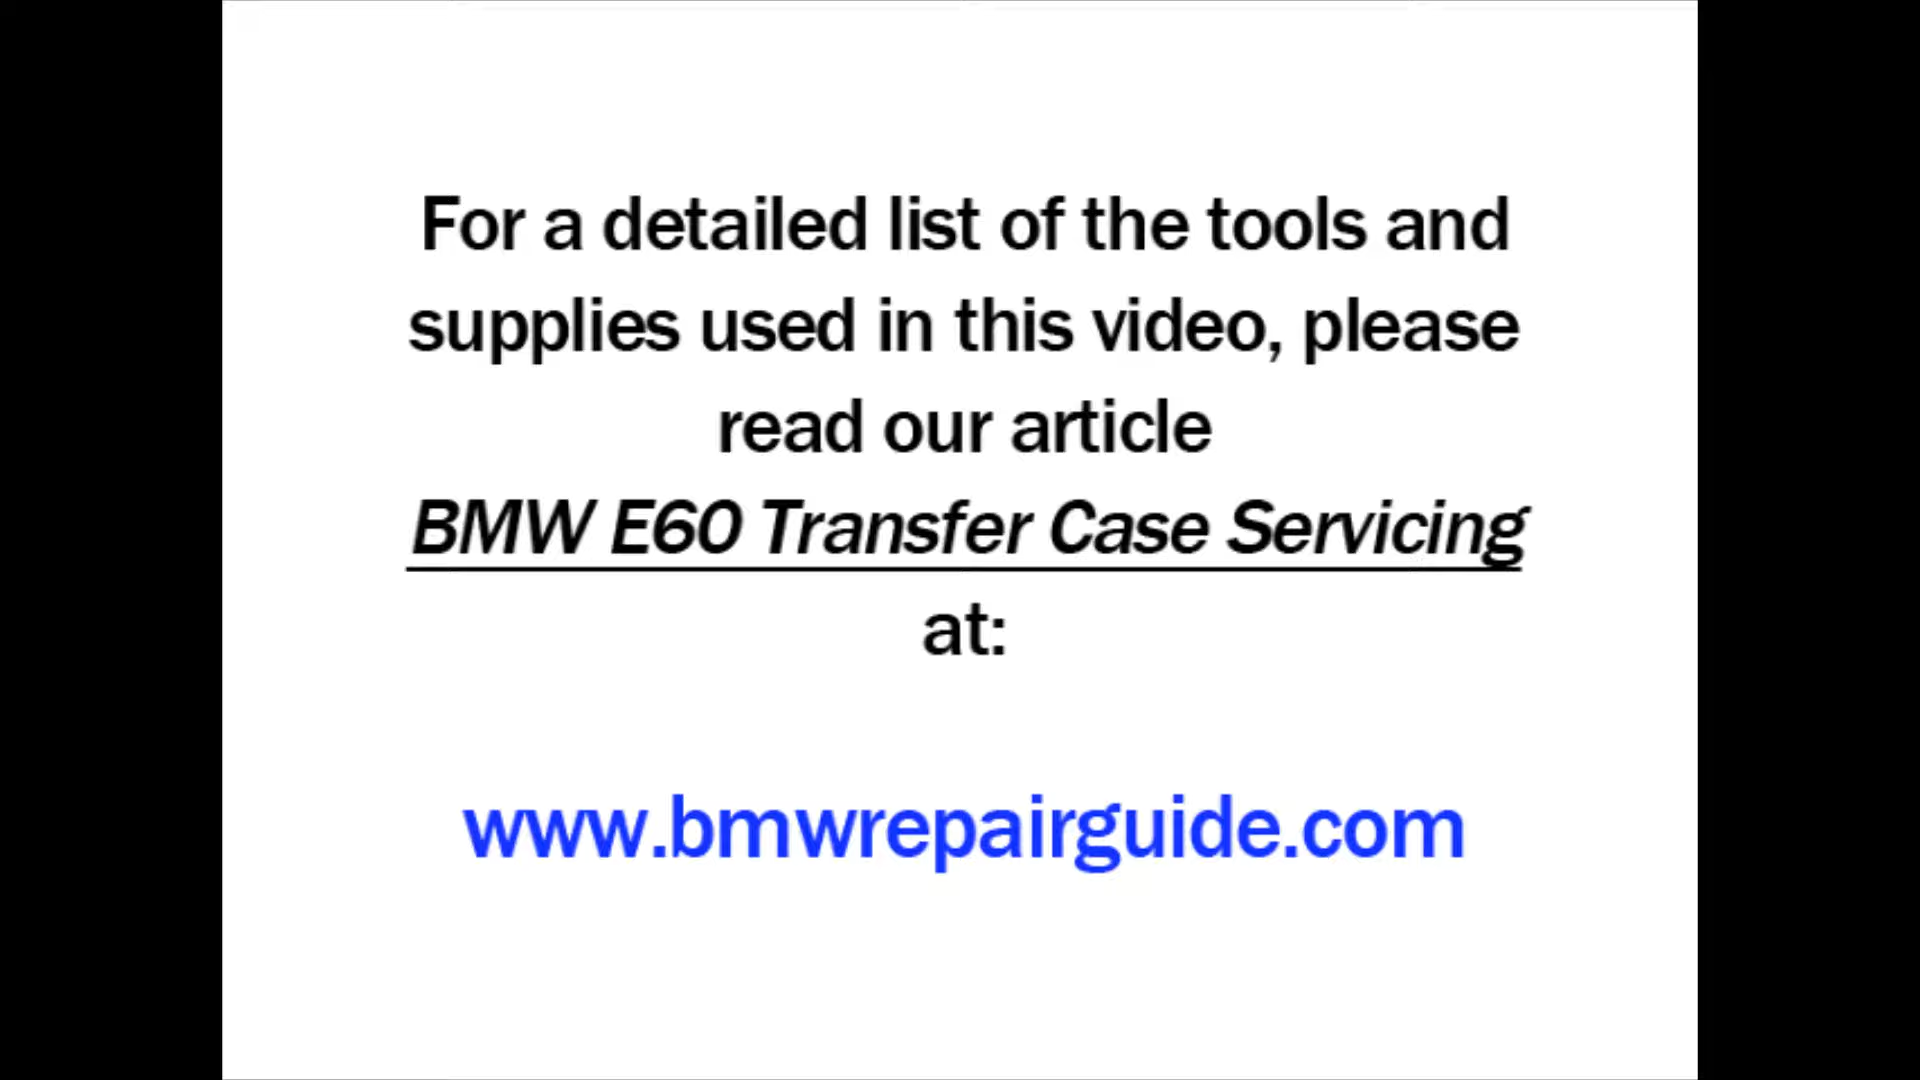 For a detailed list of the tools and
supplies used in this video, please
read our article
BMW E60 Transfer Case Servicing
at:
www.bmwrepairguide.com